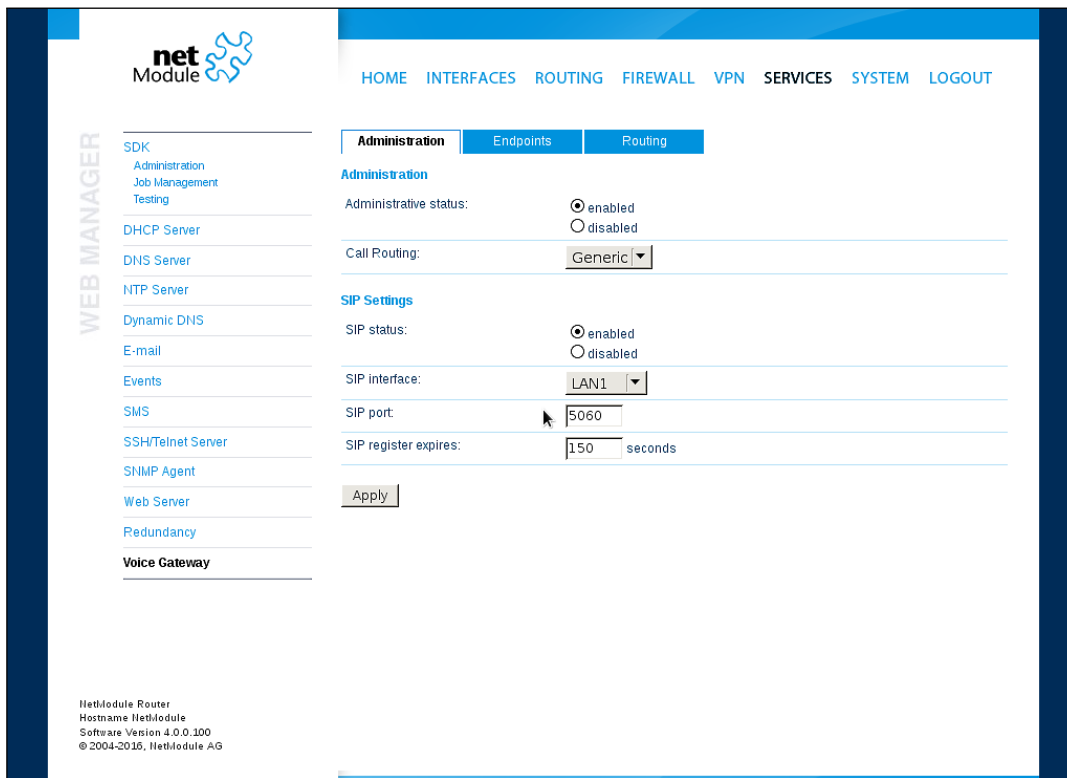 net
Module
HOME INTERFACES ROUTING FIREWALL VPN SERVICES SYSTEM LOGOUT
WEB MANAGER
SDK
Administration
Job Management
Testing
DHCP Server
DNS Server
NTP Server
Dynamic DNS
E-mail
Events
SMS
SSH/Telnet Server
SNMP Agent
Web Server
Redundancy
Voice Gateway
Administration Endpoints Routing
Administration
Administrative status: enabled
disabled
Call Routing: Generic
SIP Settings
SIP status: enabled
disabled
SIP interface: LAN1
SIP port: 5060
SIP register expires: 150 seconds
Apply
NetModule Router
Hostname NetModule
Software Version 4.0.0.100
© 2004-2016, NetModule AG